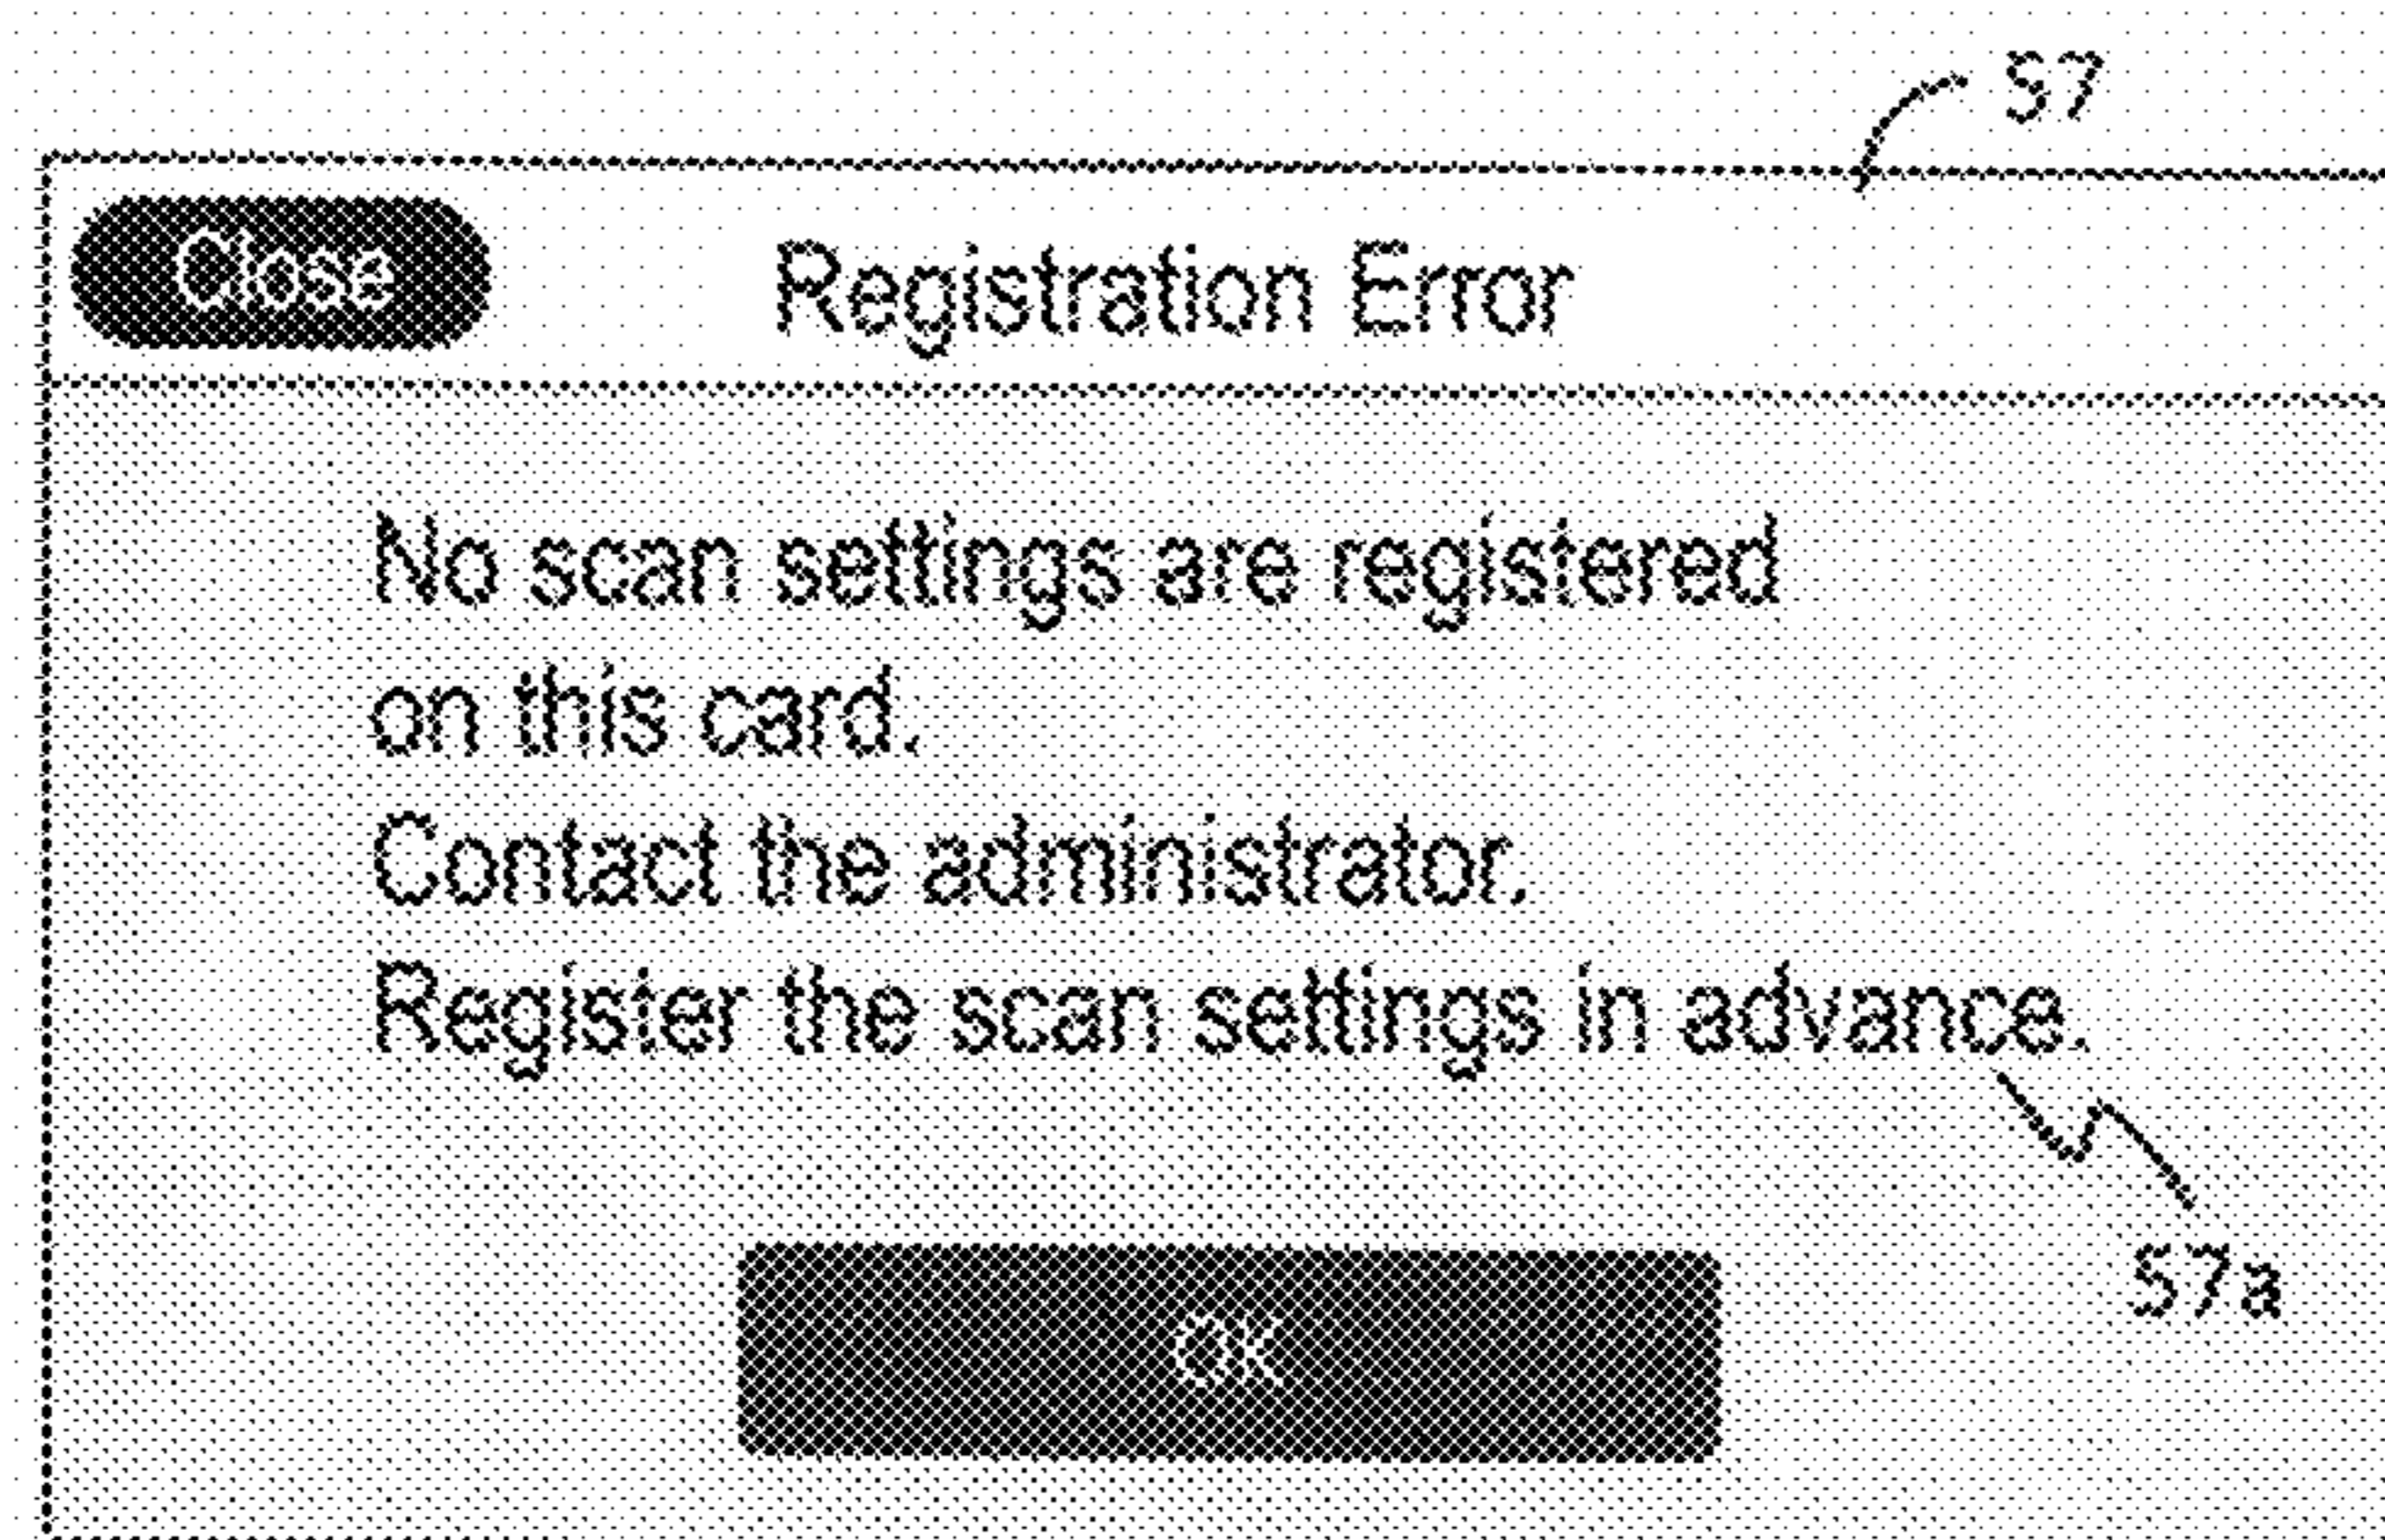 57
Close Registration Error
No scan settings are registered
on this card.
Contact the administrator.
Register the scan settings in advance.
57a
OK